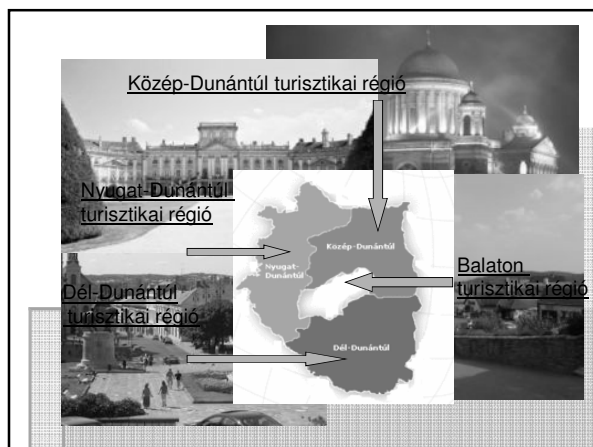 Közép-Dunántúl turisztikai régió
Nyugat-Dunántúl
turisztikai régió
Közép-Dunántúl
Nyugat-
Dunántúl
Balaton
turisztikai régió
Dél-Dunántúl
turisztikai régió
Dél-Dunántúl